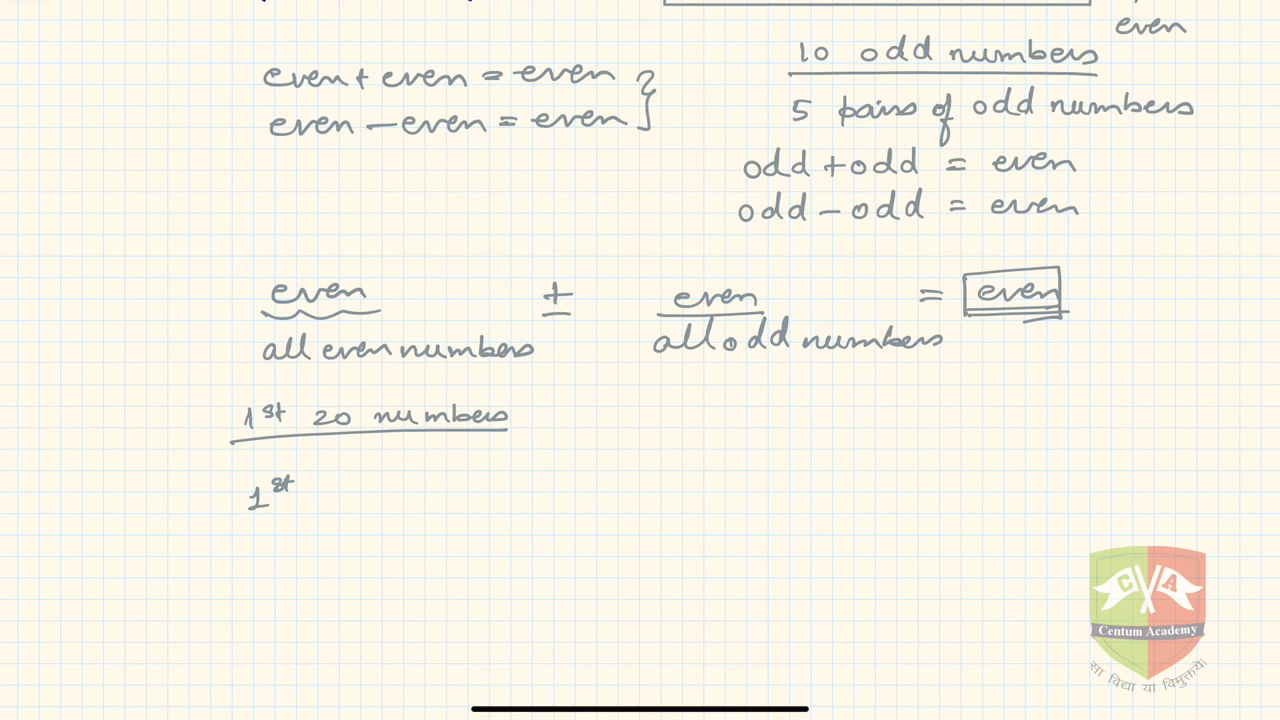 even
10 odd numbers
even + even = even
even - even = even
5 pairs of odd numbers
odd + odd = even
odd - odd = even
even ± even = even
all even numbers all odd numbers
1st 20 numbers
1st
C A
Centum Academy
सा विद्या या विमुक्तये।